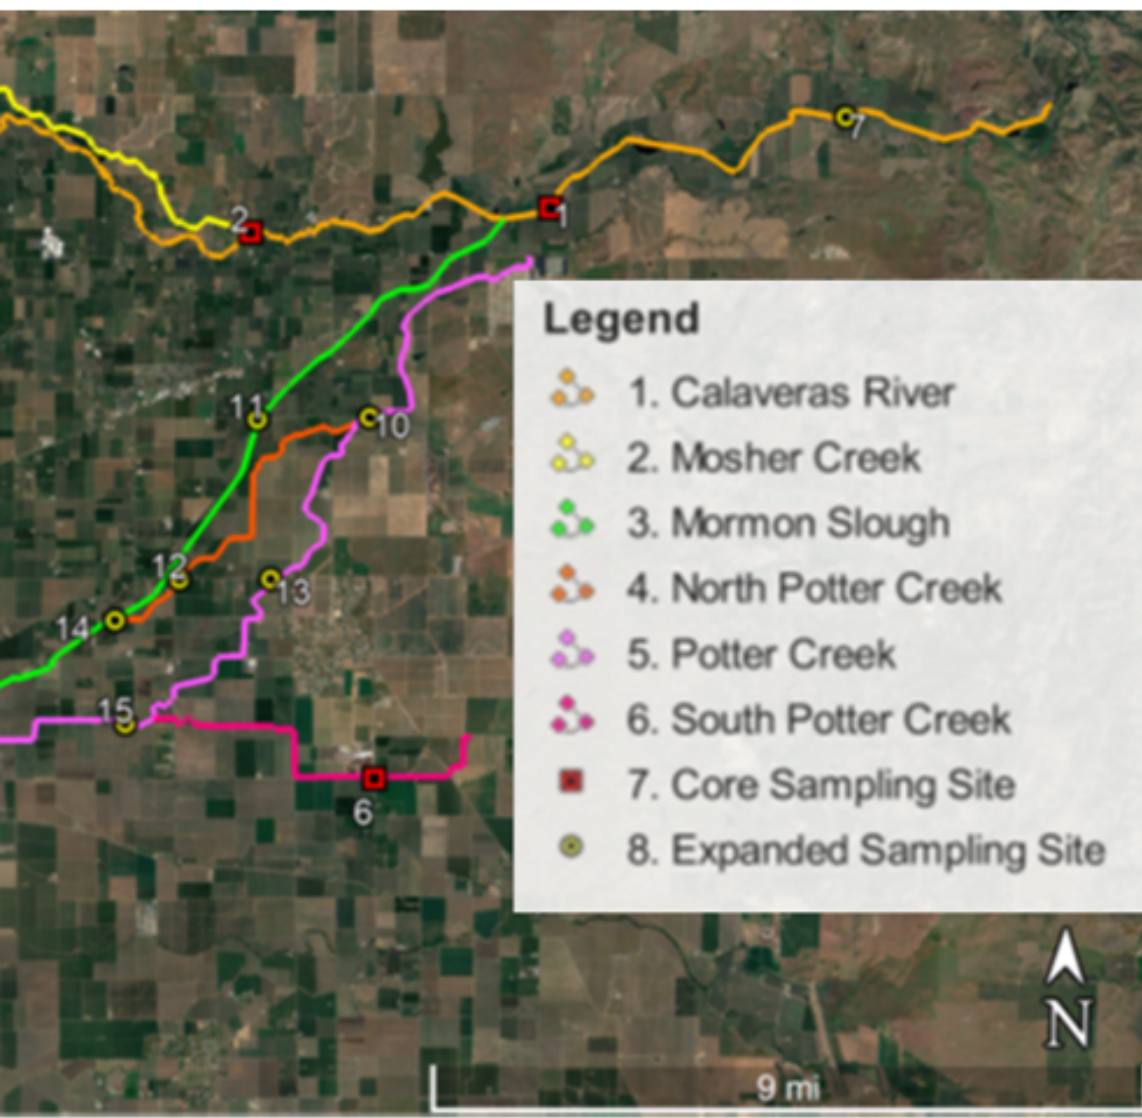 7
2
1
Legend
1. Calaveras River
11
10
2. Mosher Creek
3. Mormon Slough
12
13
4. North Potter Creek
14
5. Potter Creek
15
6. South Potter Creek
7. Core Sampling Site
6
8. Expanded Sampling Site
N
9 mi